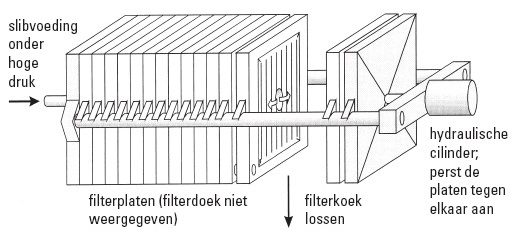 slibvoeding
onder
hoge
druk
filterplaten (filterdoek niet
weergegeven)
filterkoek
lossen
hydraulische
cilinder;
perst de
platen tegen
elkaar aan